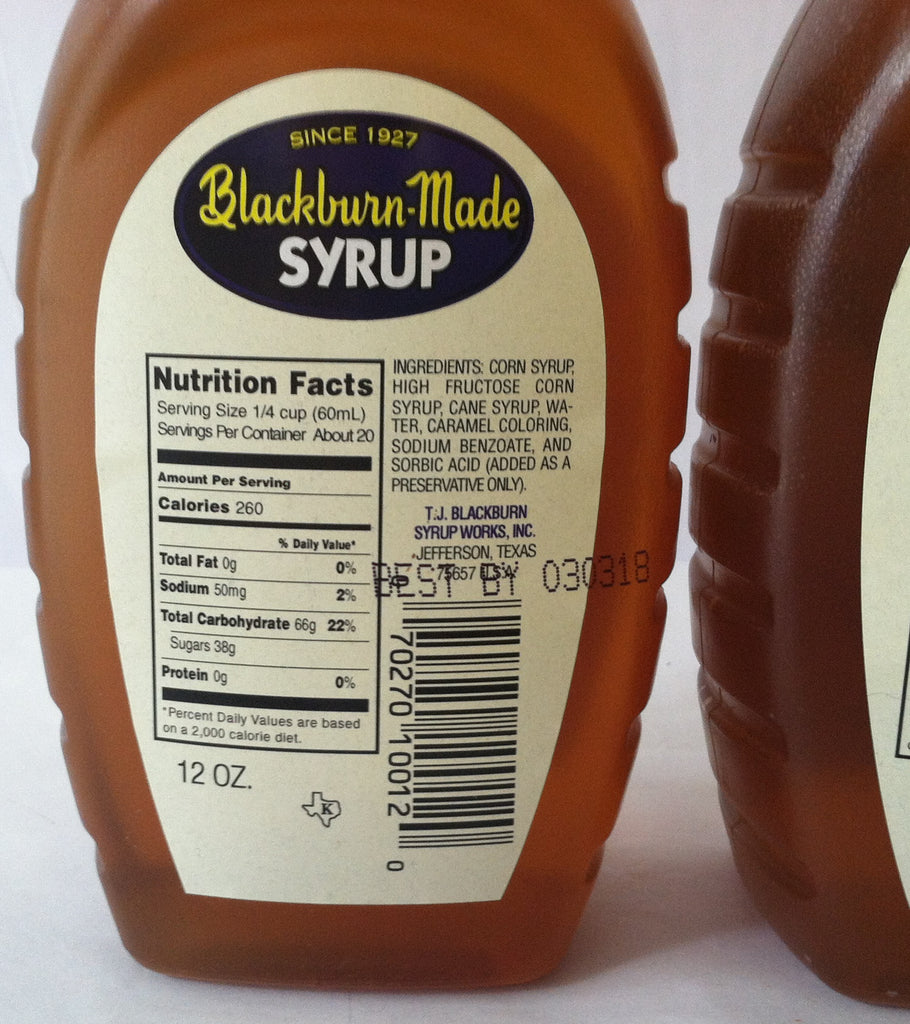 SINCE 1927
Blackburn-Made
SYRUP
Nutrition Facts
Serving Size 1/4 cup (60mL)
Servings Per Container About 20
Amount Per Serving
Calories 260
% Daily Value*
Total Fat 0g 0%
Sodium 50mg 2%
Total Carbohydrate 66g 22%
Sugars 38g
Protein 0g 0%
*Percent Daily Values are based
on a 2,000 calorie diet.
12 OZ.
K
INGREDIENTS: CORN SYRUP,
HIGH FRUCTOSE CORN
SYRUP, CANE SYRUP, WA-
TER, CARAMEL COLORING,
SODIUM BENZOATE, AND
SORBIC ACID (ADDED AS A
PRESERVATIVE ONLY).
T.J. BLACKBURN
SYRUP WORKS, INC.
JEFFERSON, TEXAS
75657 U.S.A.
BEST BY 030318
0 70270 10012 0